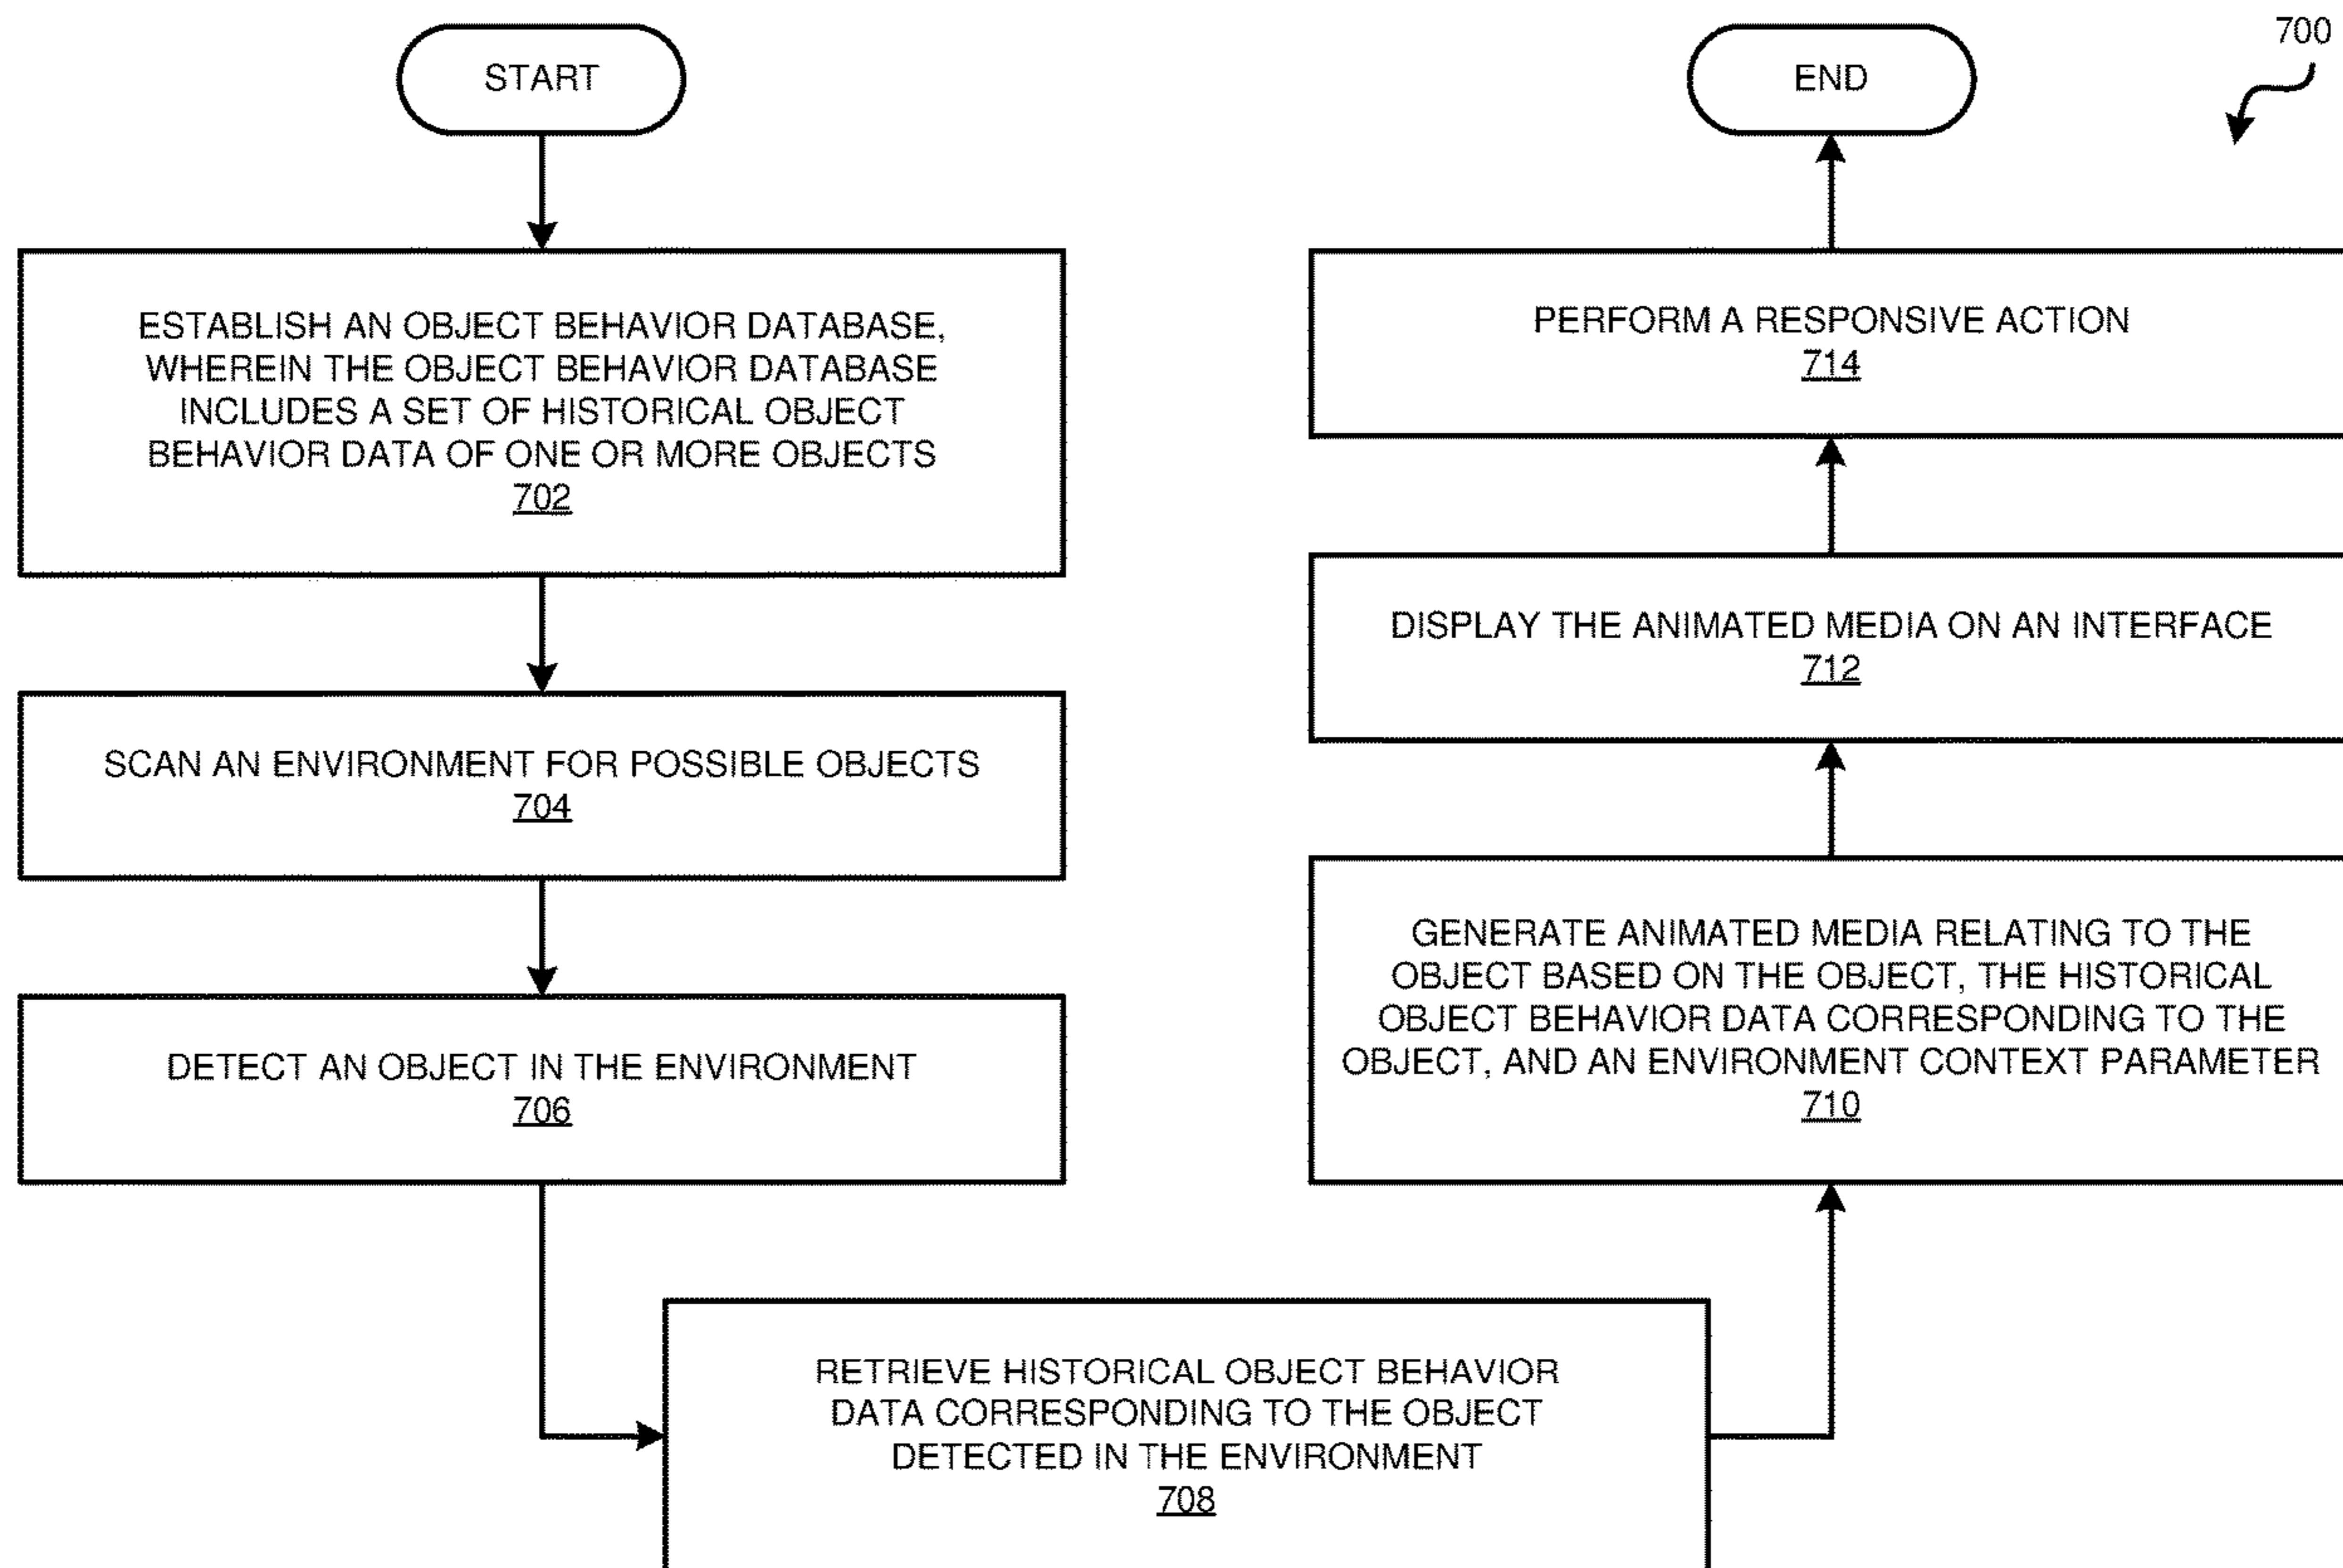 700
START
ESTABLISH AN OBJECT BEHAVIOR DATABASE,
WHEREIN THE OBJECT BEHAVIOR DATABASE
INCLUDES A SET OF HISTORICAL OBJECT
BEHAVIOR DATA OF ONE OR MORE OBJECTS
702
SCAN AN ENVIRONMENT FOR POSSIBLE OBJECTS
704
DETECT AN OBJECT IN THE ENVIRONMENT
706
RETRIEVE HISTORICAL OBJECT BEHAVIOR
DATA CORRESPONDING TO THE OBJECT
DETECTED IN THE ENVIRONMENT
708
GENERATE ANIMATED MEDIA RELATING TO THE
OBJECT BASED ON THE OBJECT, THE HISTORICAL
OBJECT BEHAVIOR DATA CORRESPONDING TO THE
OBJECT, AND AN ENVIRONMENT CONTEXT PARAMETER
710
DISPLAY THE ANIMATED MEDIA ON AN INTERFACE
712
PERFORM A RESPONSIVE ACTION
714
END